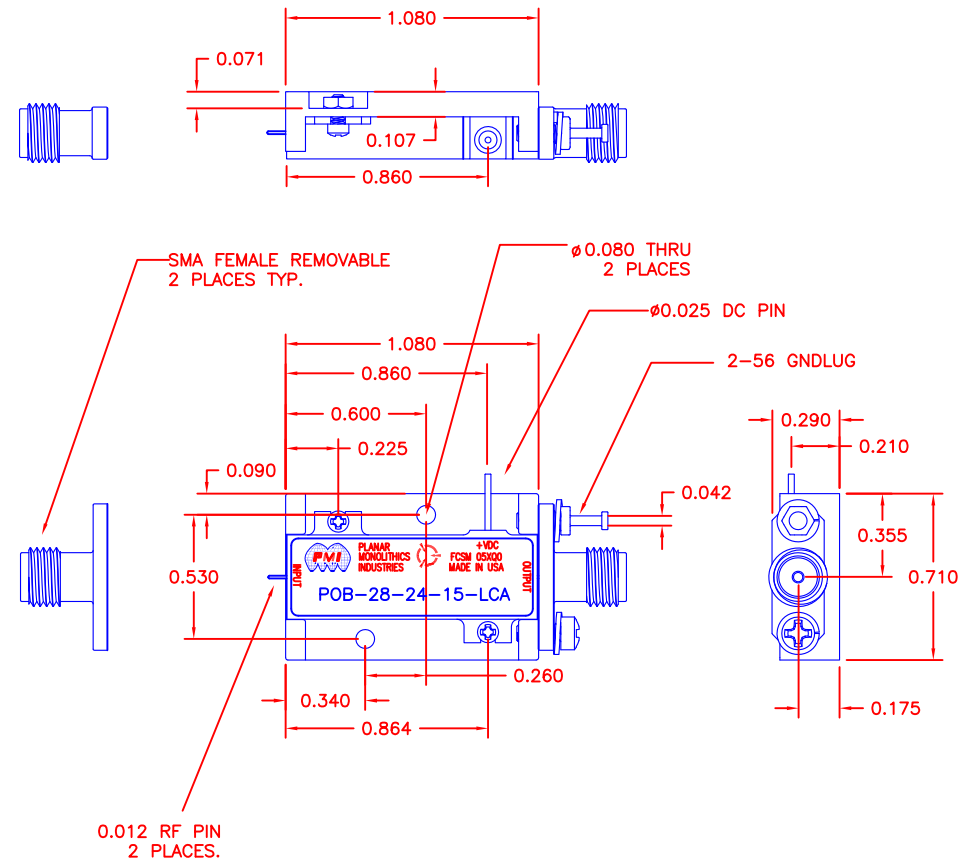 1.080
0.071
0.107
0.860
SMA FEMALE REMOVABLE
2 PLACES TYP.
ø0.080 THRU
2 PLACES
ø0.025 DC PIN
1.080
2-56 GNDLUG
0.860
0.600
0.290
0.225
0.210
0.090
0.042
0.355
0.530
0.710
PMI
PLANAR
MONOLITHICS
INDUSTRIES
+VDC
FCSM 05XQ0
MADE IN USA
INPUT
OUTPUT
POB-28-24-15-LCA
0.260
0.340
0.175
0.864
0.012 RF PIN
2 PLACES.